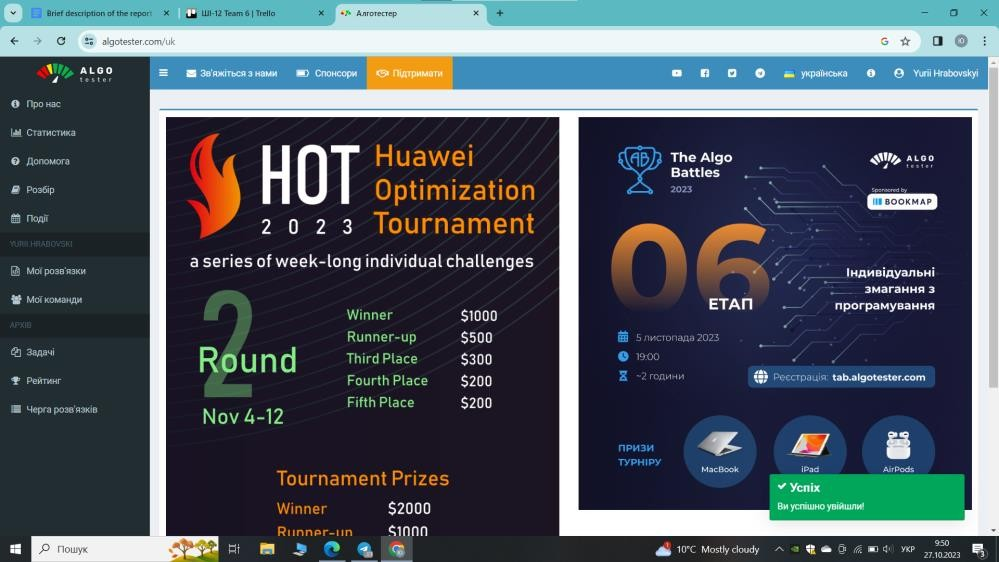 Brief description of the report
ШІ-12 Team 6 | Trello
Алготестер
algotester.com/uk
ALGO
tester
Зв'яжіться з нами
Спонсори
Підтримати
українська
Yurii Hrabovskyi
Про нас
Статистика
Допомога
Розбір
Події
YURII.HRABOVSKI
Мої розв'язки
Мої команди
АРХІВ
Задачі
Рейтинг
Черга розв'язків
HOT
2023
Huawei
Optimization
Tournament
a series of week-long individual challenges
2
Round
Nov 4-12
Winner $1000
Runner-up $500
Third Place $300
Fourth Place $200
Fifth Place $200
Tournament Prizes
Winner $2000
Runner-up $1000
AB
The Algo
Battles
2023
ALGO
tester
Sponsored by
BOOKMAP
06
ЕТАП
Індивідуальні
змагання з
програмування
5 листопада 2023
19:00
~2 години
Реєстрація: tab.algotester.com
ПРИЗИ
ТУРНІРУ
MacBook
iPad
AirPods
Успіх
Ви успішно увійшли!
Пошук
10°C Mostly cloudy
УКР
9:50
27.10.2023